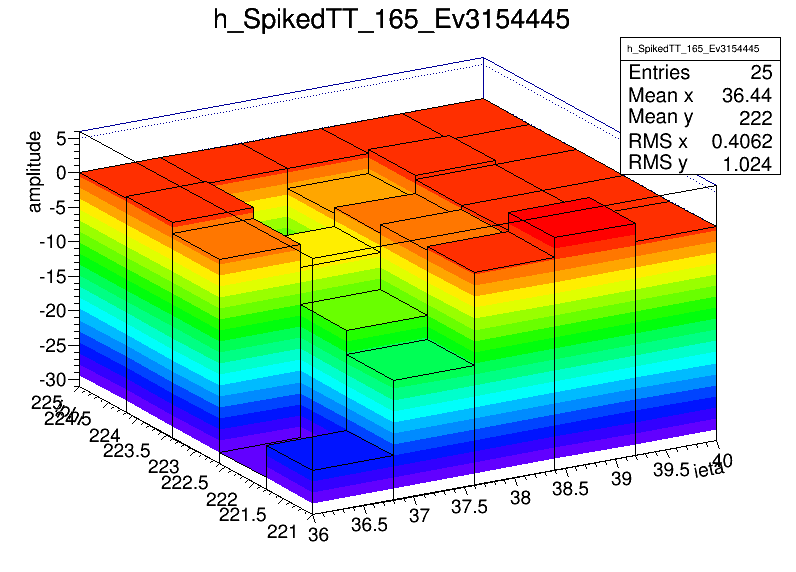 h_SpikedTT_165_Ev3154445
h_SpikedTT_165_Ev3154445
Entries 25
Mean x 36.44
Mean y 222
RMS x 0.4062
RMS y 1.024
amplitude
5
0
-5
-10
-15
-20
-25
-30
225
224.5
224
223.5
223
222.5
222
221.5
221
36
36.5
37
37.5
38
38.5
39
39.5
40
ieta